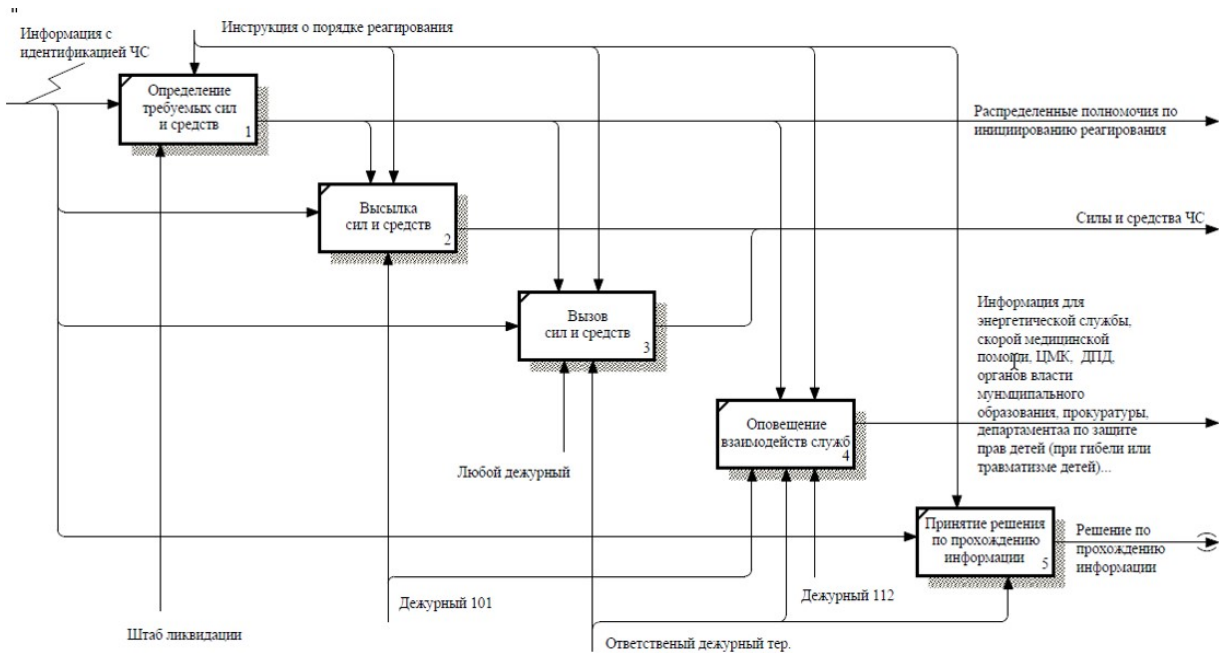 "
Информация с
идентификацией ЧС
Инструкция о порядке реагирования
Определение
требуемых сил
и средств
1
Распределенные полномочия по
инициированию реагирования
Высылка
сил и средств
2
Силы и средства ЧС
Вызов
сил и средств
3
Информация для
энергетической службы,
скорой медицинской
помощи, ЦМК, ДПД,
органов власти
мунмципального
образования, прокуратуры,
департаментаа по защите
прав детей (при гибели или
травматизме детей)...
Оповещение
взаимодейств служб
4
Любой дежурный
Принятие решения
по прохождению
информации
5
Решение по
прохождению
информации
Дежурный 101
Дежурный 112
Штаб ликвидации
Ответственый дежурный тер.